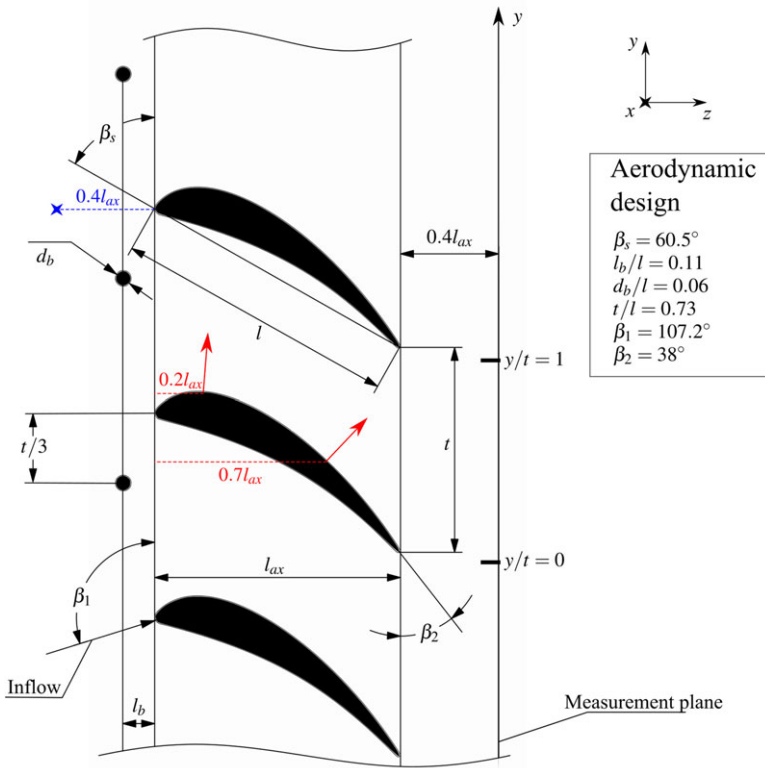 y
y
x
z
β_s
0.4l_ax
0.4l_ax
d_b
l
Aerodynamic
design
β_s = 60.5°
l_b/l = 0.11
d_b/l = 0.06
t/l = 0.73
β_1 = 107.2°
β_2 = 38°
y/t = 1
0.2l_ax
t/3
t
0.7l_ax
y/t = 0
l_ax
β_1
β_2
Inflow
l_b
Measurement plane